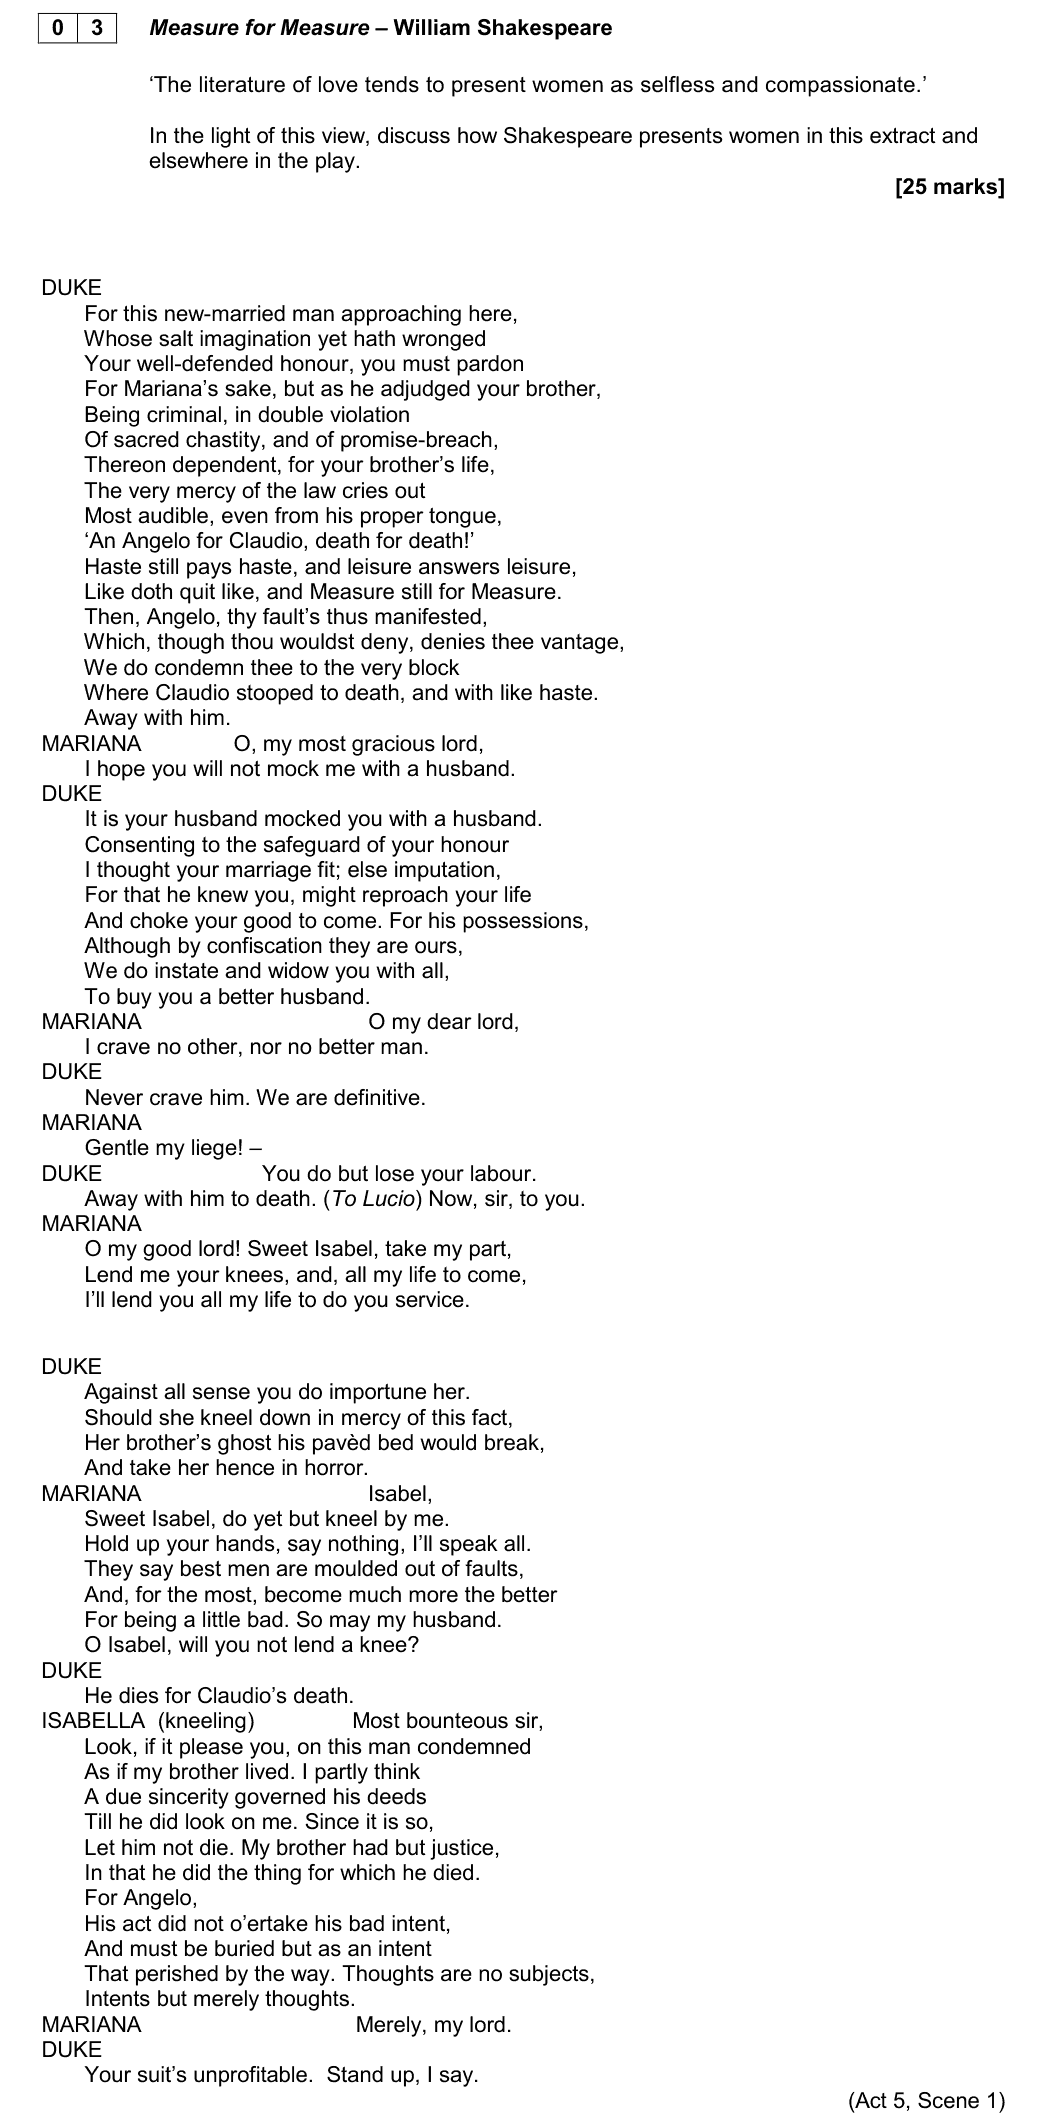 0 3 Measure for Measure – William Shakespeare
‘The literature of love tends to present women as selfless and compassionate.’
In the light of this view, discuss how Shakespeare presents women in this extract and
elsewhere in the play.
[25 marks]
DUKE
For this new-married man approaching here,
Whose salt imagination yet hath wronged
Your well-defended honour, you must pardon
For Mariana’s sake, but as he adjudged your brother,
Being criminal, in double violation
Of sacred chastity, and of promise-breach,
Thereon dependent, for your brother’s life,
The very mercy of the law cries out
Most audible, even from his proper tongue,
‘An Angelo for Claudio, death for death!’
Haste still pays haste, and leisure answers leisure,
Like doth quit like, and Measure still for Measure.
Then, Angelo, thy fault’s thus manifested,
Which, though thou wouldst deny, denies thee vantage,
We do condemn thee to the very block
Where Claudio stooped to death, and with like haste.
Away with him.
MARIANA O, my most gracious lord,
I hope you will not mock me with a husband.
DUKE
It is your husband mocked you with a husband.
Consenting to the safeguard of your honour
I thought your marriage fit; else imputation,
For that he knew you, might reproach your life
And choke your good to come. For his possessions,
Although by confiscation they are ours,
We do instate and widow you with all,
To buy you a better husband.
MARIANA O my dear lord,
I crave no other, nor no better man.
DUKE
Never crave him. We are definitive.
MARIANA
Gentle my liege! –
DUKE You do but lose your labour.
Away with him to death. (To Lucio) Now, sir, to you.
MARIANA
O my good lord! Sweet Isabel, take my part,
Lend me your knees, and, all my life to come,
I’ll lend you all my life to do you service.
DUKE
Against all sense you do importune her.
Should she kneel down in mercy of this fact,
Her brother’s ghost his pavèd bed would break,
And take her hence in horror.
MARIANA Isabel,
Sweet Isabel, do yet but kneel by me.
Hold up your hands, say nothing, I’ll speak all.
They say best men are moulded out of faults,
And, for the most, become much more the better
For being a little bad. So may my husband.
O Isabel, will you not lend a knee?
DUKE
He dies for Claudio’s death.
ISABELLA (kneeling) Most bounteous sir,
Look, if it please you, on this man condemned
As if my brother lived. I partly think
A due sincerity governed his deeds
Till he did look on me. Since it is so,
Let him not die. My brother had but justice,
In that he did the thing for which he died.
For Angelo,
His act did not o’ertake his bad intent,
And must be buried but as an intent
That perished by the way. Thoughts are no subjects,
Intents but merely thoughts.
MARIANA Merely, my lord.
DUKE
Your suit’s unprofitable. Stand up, I say.
(Act 5, Scene 1)